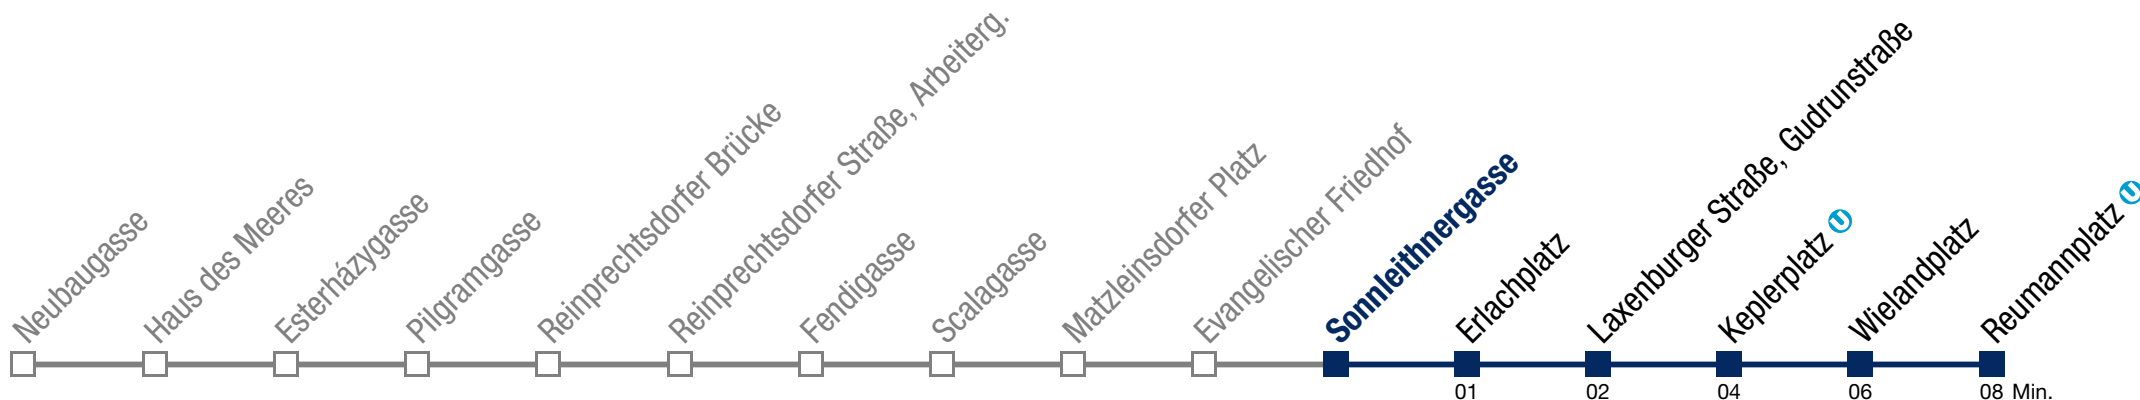 Neubaugasse
Haus des Meeres
Esterházygasse
Pilgramgasse
Reinprechtsdorfer Brücke
Reinprechtsdorfer Straße, Arbeiterg.
Fendigasse
Scalagasse
Matzleinsdorfer Platz
Evangelischer Friedhof
Sonnleithnergasse
Erlachplatz
Laxenburger Straße, Gudrunstraße
Keplerplatz U
Wielandplatz
Reumannplatz U
01 02 04 06 08 Min.